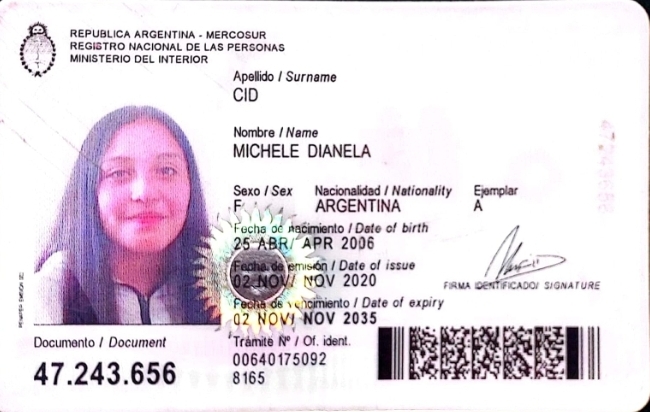 REPUBLICA ARGENTINA - MERCOSUR
REGISTRO NACIONAL DE LAS PERSONAS
MINISTERIO DEL INTERIOR
Apellido / Surname
CID
Nombre / Name
MICHELE DIANELA
Sexo / Sex Nacionalidad / Nationality Ejemplar
F ARGENTINA A
Fecha de nacimiento / Date of birth
25 ABR/ APR 2006
Fecha de emisión / Date of issue
02 NOV/ NOV 2020
FIRMA IDENTIFICADO/ SIGNATURE
Fecha de vencimiento / Date of expiry
02 NOV/ NOV 2035
Documento / Document
47.243.656
Trámite Nº / Of. ident.
00640175092
8165